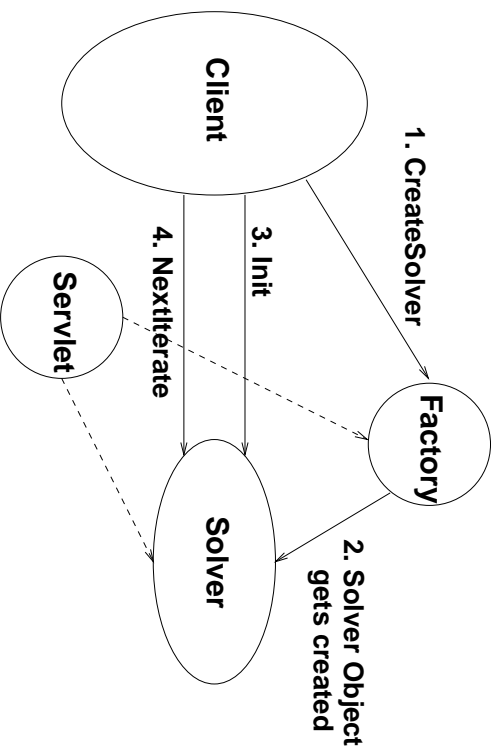 1. CreateSolver
Client
Factory
3. Init
4. NextIterate
2. Solver Object
gets created
Servlet
Solver